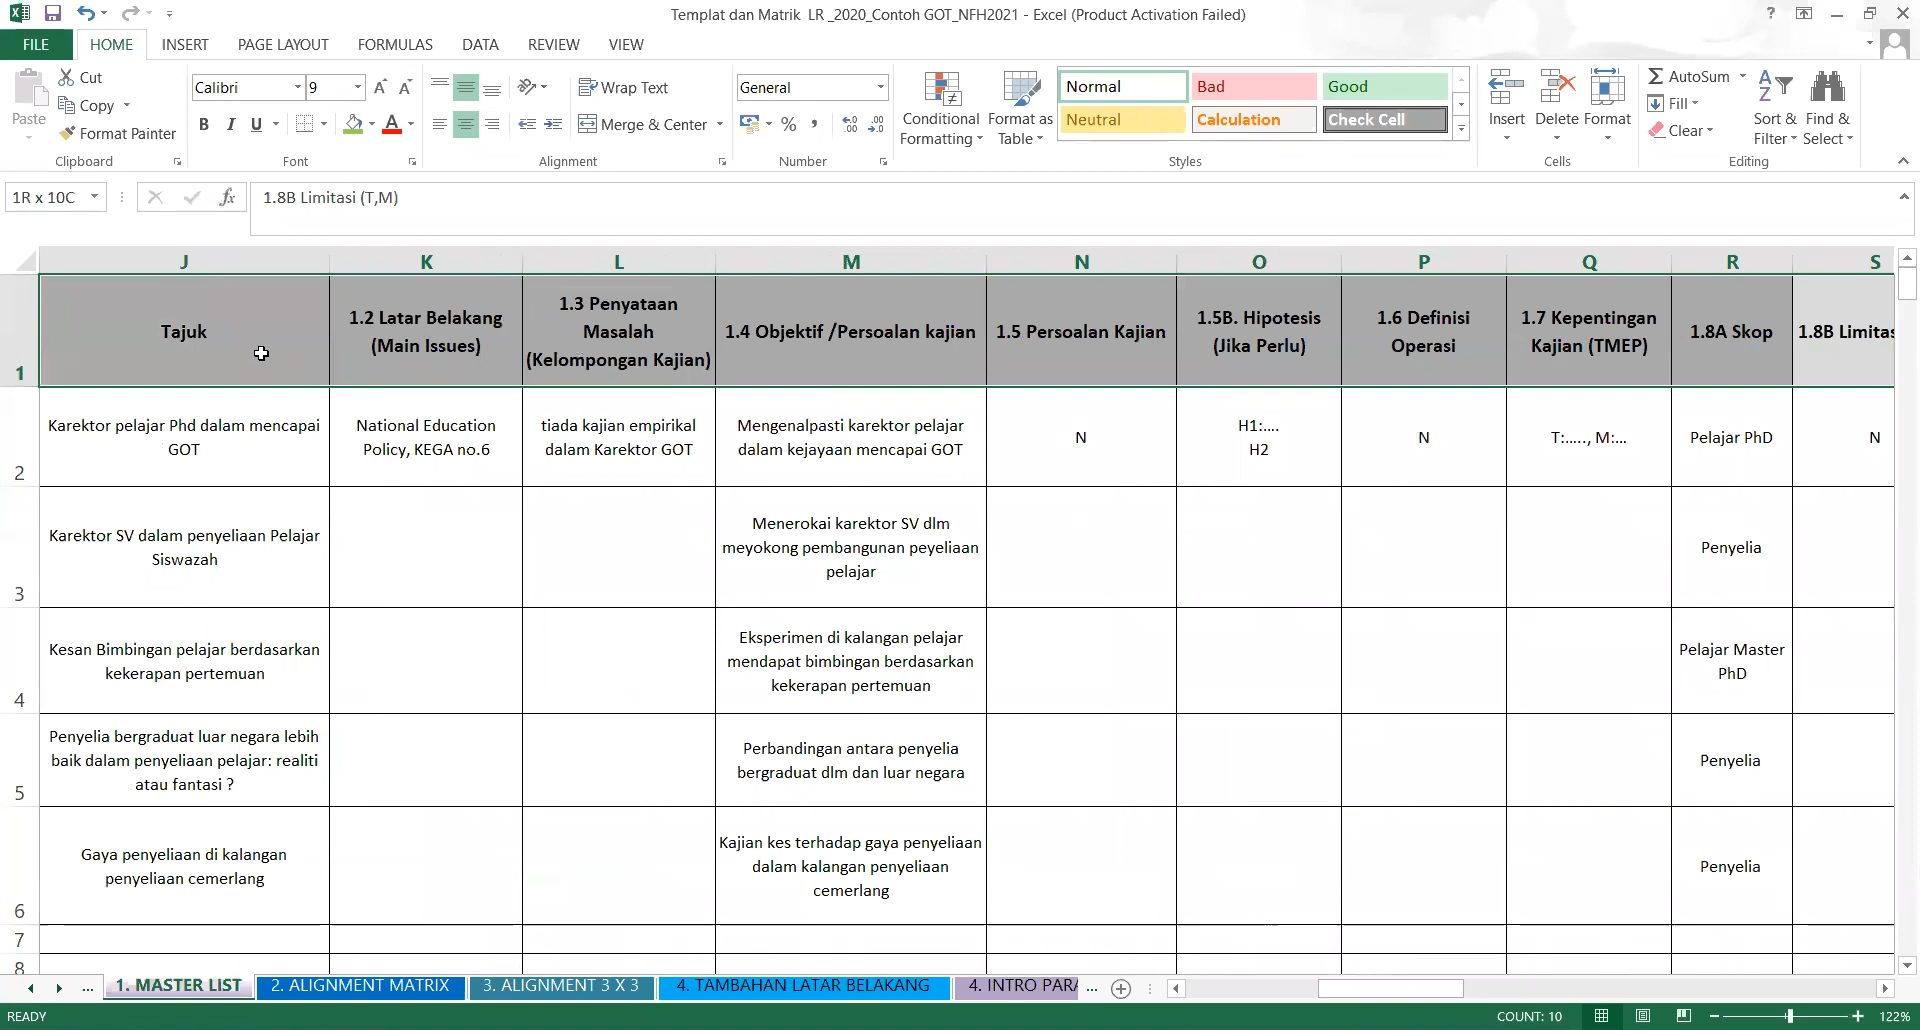 Templat dan Matrik LR _2020_Contoh GOT_NFH2021 - Excel (Product Activation Failed)
FILE HOME INSERT PAGE LAYOUT FORMULAS DATA REVIEW VIEW
Paste
Cut
Copy
Format Painter
Clipboard
Calibri 9
B I U
Font
Wrap Text
Merge & Center
Alignment
General
%
Number
Conditional Formatting
Format as Table
Normal Bad Good
Neutral Calculation Check Cell
Styles
Insert Delete Format
Cells
AutoSum
Fill
Clear
Sort & Filter
Find & Select
Editing
1R x 10C fx 1.8B Limitasi (T,M)
J K L M N O P Q R S
1
Tajuk
1.2 Latar Belakang
(Main Issues)
1.3 Penyataan
Masalah
(Kelompongan Kajian)
1.4 Objektif /Persoalan kajian
1.5 Persoalan Kajian
1.5B. Hipotesis
(Jika Perlu)
1.6 Definisi
Operasi
1.7 Kepentingan
Kajian (TMEP)
1.8A Skop
1.8B Limitas
2
Karektor pelajar Phd dalam mencapai
GOT
National Education
Policy, KEGA no.6
tiada kajian empirikal
dalam Karektor GOT
Mengenalpasti karektor pelajar
dalam kejayaan mencapai GOT
N
H1:....
H2
N
T:....., M:...
Pelajar PhD
N
3
Karektor SV dalam penyeliaan Pelajar
Siswazah
Menerokai karektor SV dlm
meyokong pembangunan peyeliaan
pelajar
Penyelia
4
Kesan Bimbingan pelajar berdasarkan
kekerapan pertemuan
Eksperimen di kalangan pelajar
mendapat bimbingan berdasarkan
kekerapan pertemuan
Pelajar Master
PhD
5
Penyelia bergraduat luar negara lebih
baik dalam penyeliaan pelajar: realiti
atau fantasi ?
Perbandingan antara penyelia
bergraduat dlm dan luar negara
Penyelia
6
Gaya penyeliaan di kalangan
penyeliaan cemerlang
Kajian kes terhadap gaya penyeliaan
dalam kalangan penyeliaan
cemerlang
Penyelia
7
8
... 1. MASTER LIST 2. ALIGNMENT MATRIX 3. ALIGNMENT 3 X 3 4. TAMBAHAN LATAR BELAKANG 4. INTRO PARA ...
READY COUNT: 10 122%